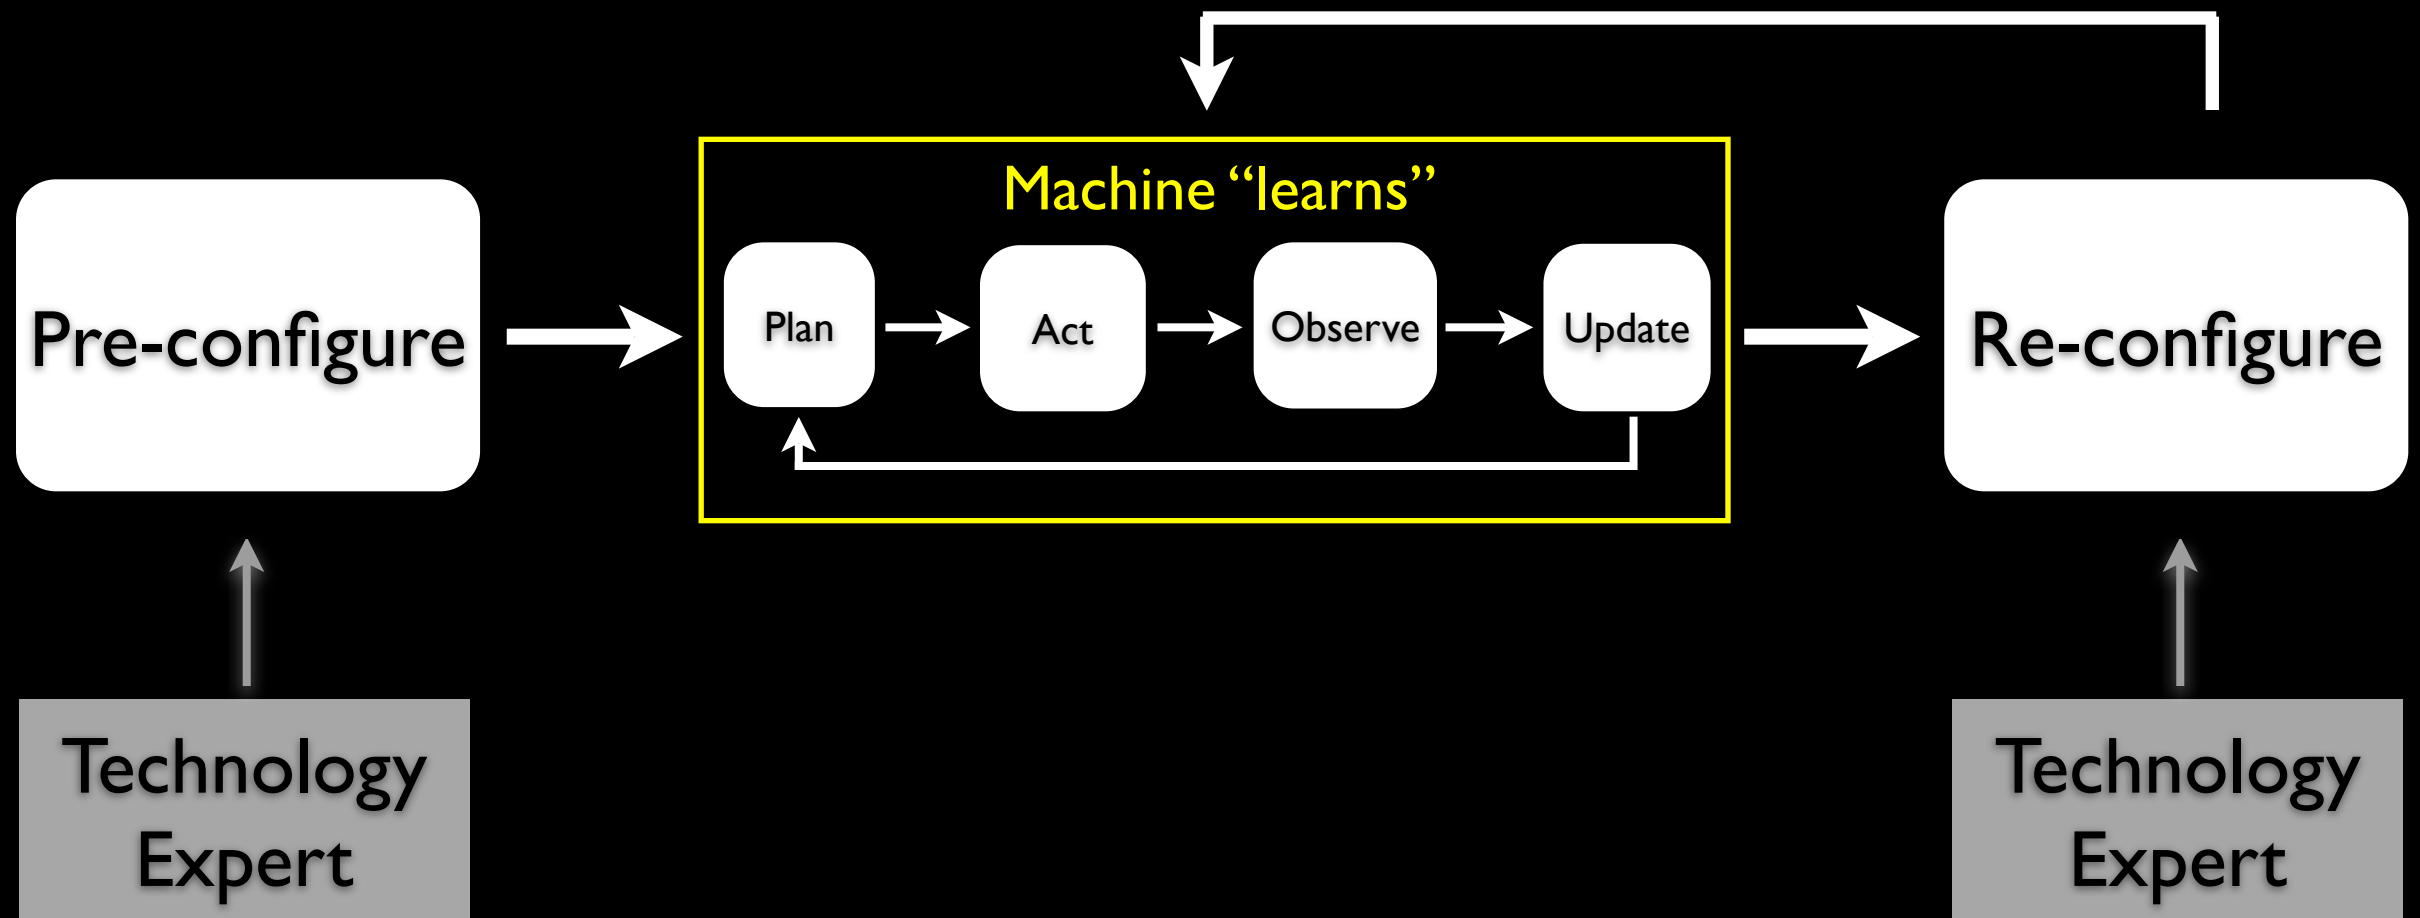 Machine “learns”
Pre-configure
Plan
Act
Observe
Update
Re-configure
Technology
Expert
Technology
Expert